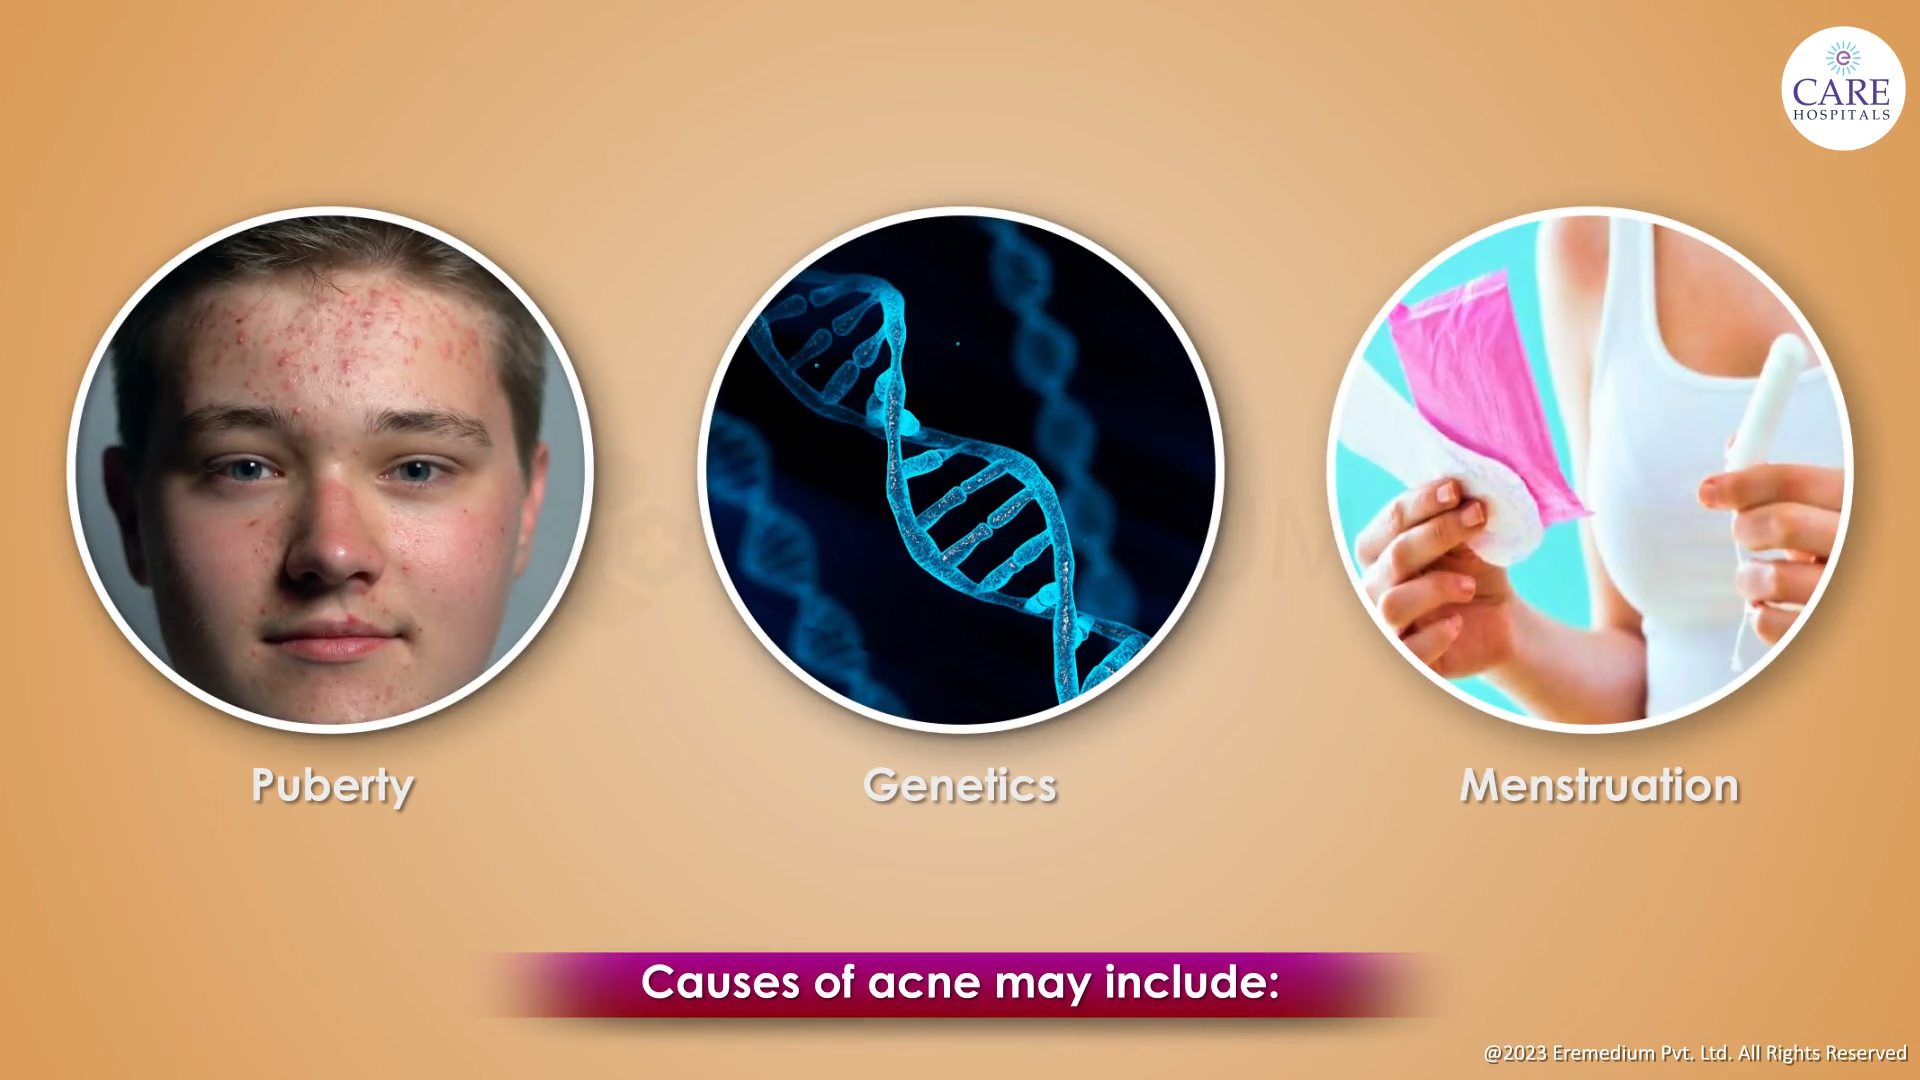 e
CARE
HOSPITALS
Puberty
Genetics
Menstruation
Causes of acne may include:
@2023 Eremedium Pvt. Ltd. All Rights Reserved